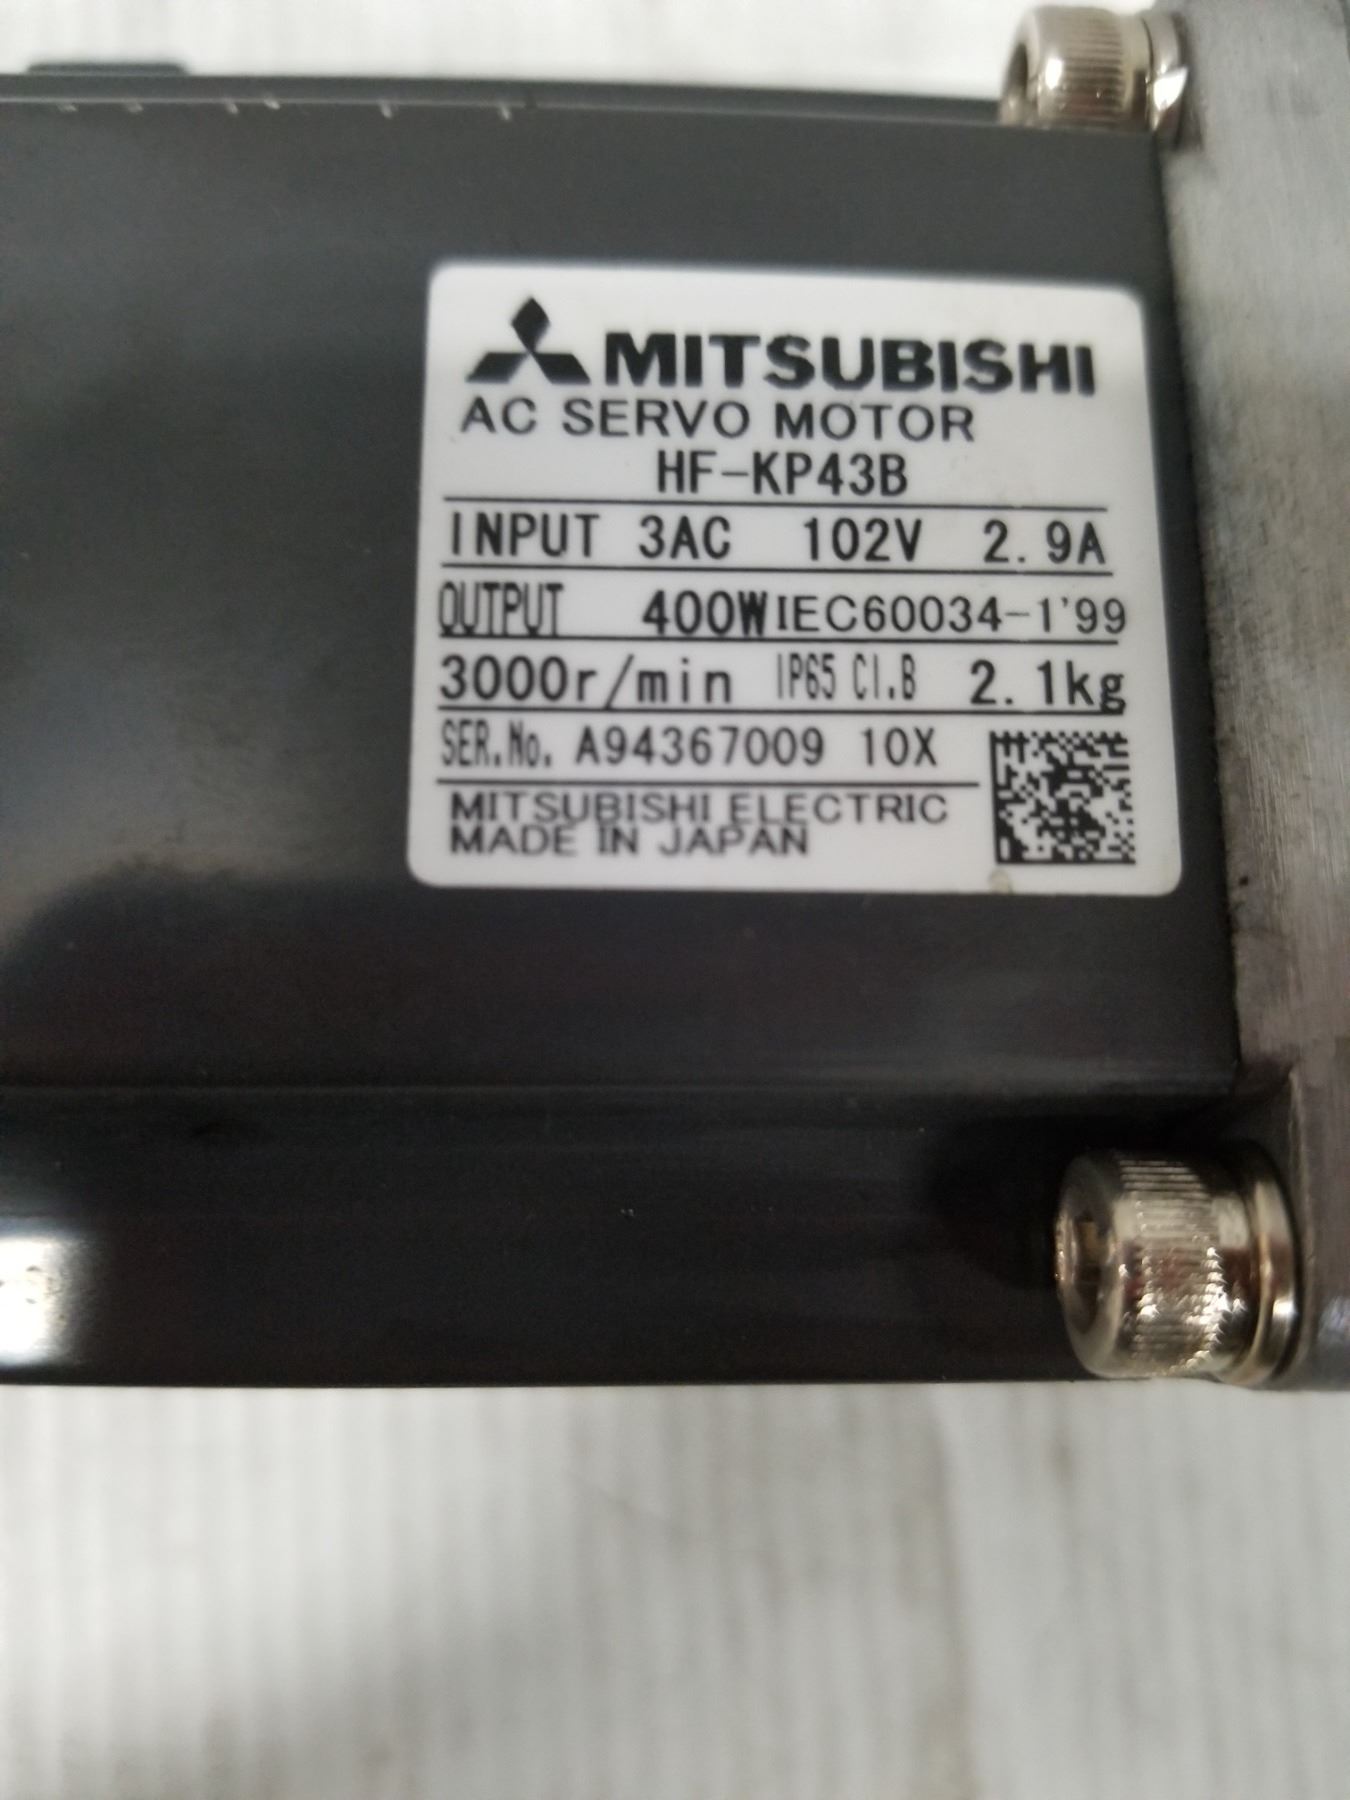 MITSUBISHI
AC SERVO MOTOR
HF-KP43B
INPUT 3AC 102V 2.9A
OUTPUT 400W IEC60034-1'99
3000r/min IP65 CI.B 2.1kg
SER.No. A94367009 10X
MITSUBISHI ELECTRIC
MADE IN JAPAN